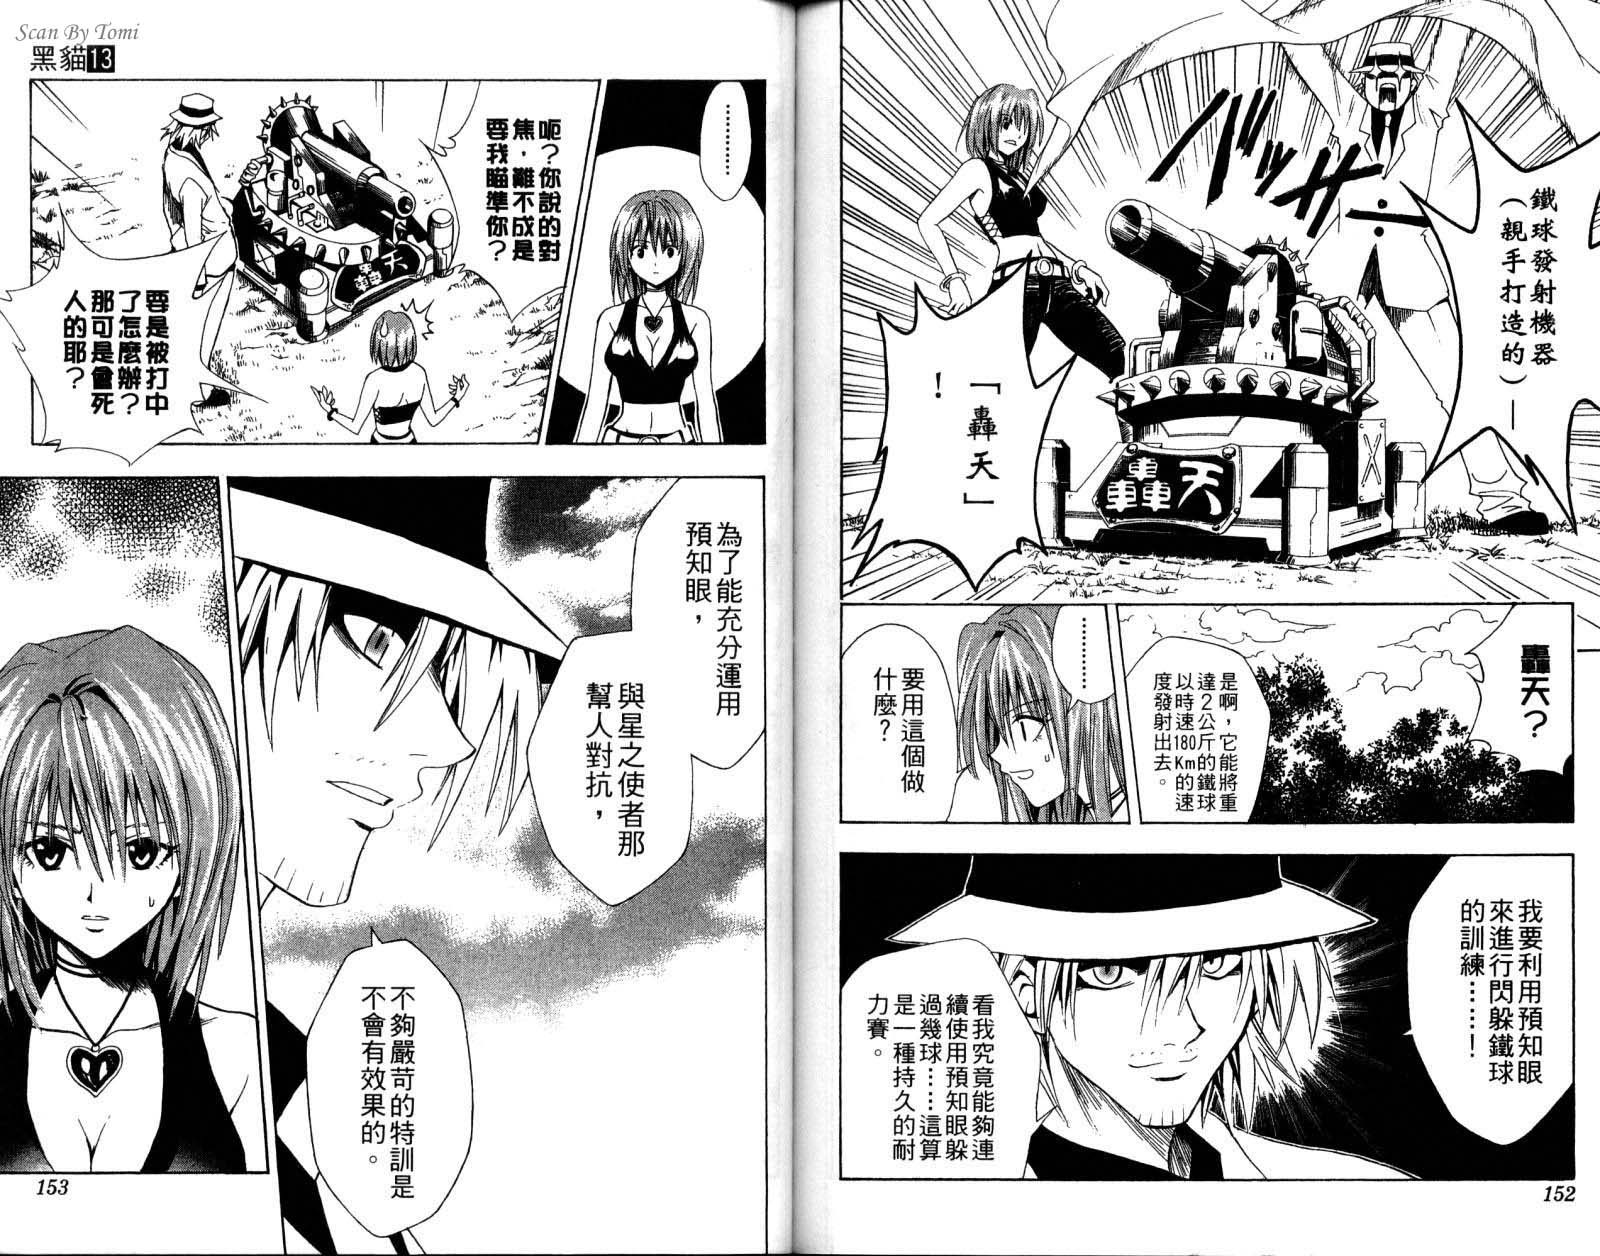 Scan By Tomi
黑貓13
鐵球發射機器
(親手打造的)—
「轟天」
！
轟天
轟天？
是啊，它能將重
達2公斤的鐵球
以時速180Km的速
度發射出去。
…………
要用這個做
什麼？
我要利用預知眼
來進行閃躲鐵球
的訓練……！
看我究竟能夠連
續使用預知眼躲
過幾球……這算
是一種持久的耐
力賽。
152
…………
呃？你說的對
焦，難不成是
要我瞄準你？
轟天
要是被打中
了怎麼辦？
那可是會死
人的耶？
為了能充分運用
預知眼，
與星之使者那
幫人對抗，
不夠嚴苛的特訓是
不會有效果的。
153